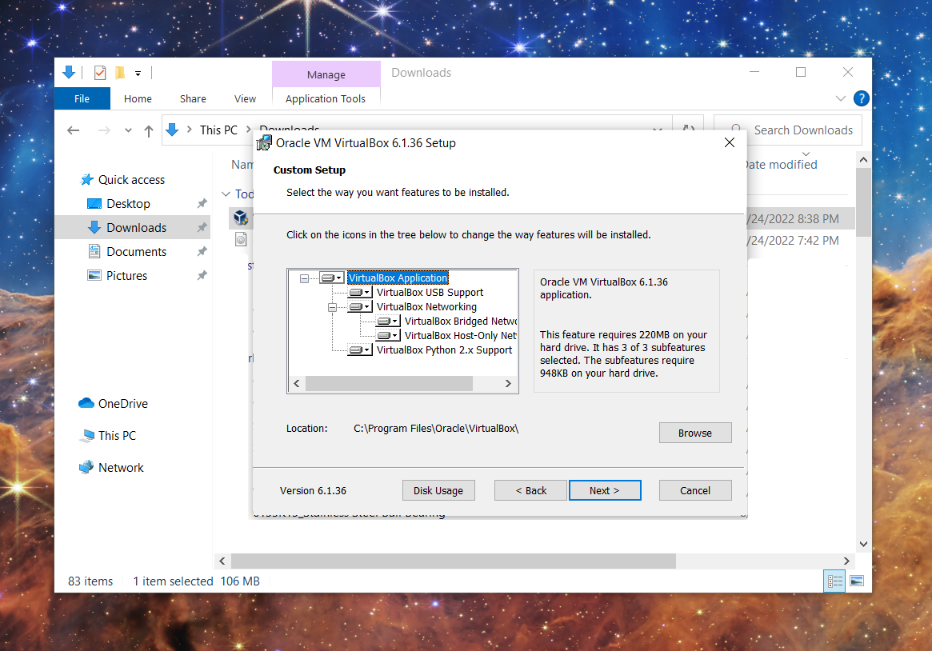 Manage
Downloads
File
Home
Share
View
Application Tools
This PC
Downloads
Search Downloads
Oracle VM VirtualBox 6.1.36 Setup
Custom Setup
Select the way you want features to be installed.
Date modified
Quick access
Desktop
Downloads
Documents
Pictures
OneDrive
This PC
Network
/24/2022 8:38 PM
/24/2022 7:42 PM
Click on the icons in the tree below to change the way features will be installed.
VirtualBox Application
VirtualBox USB Support
VirtualBox Networking
VirtualBox Bridged Netwo
VirtualBox Host-Only Net
VirtualBox Python 2.x Support
Oracle VM VirtualBox 6.1.36
application.
This feature requires 220MB on your
hard drive. It has 3 of 3 subfeatures
selected. The subfeatures require
948KB on your hard drive.
Location:
C:\Program Files\Oracle\VirtualBox\
Browse
Version 6.1.36
Disk Usage
< Back
Next >
Cancel
83 items
1 item selected
106 MB